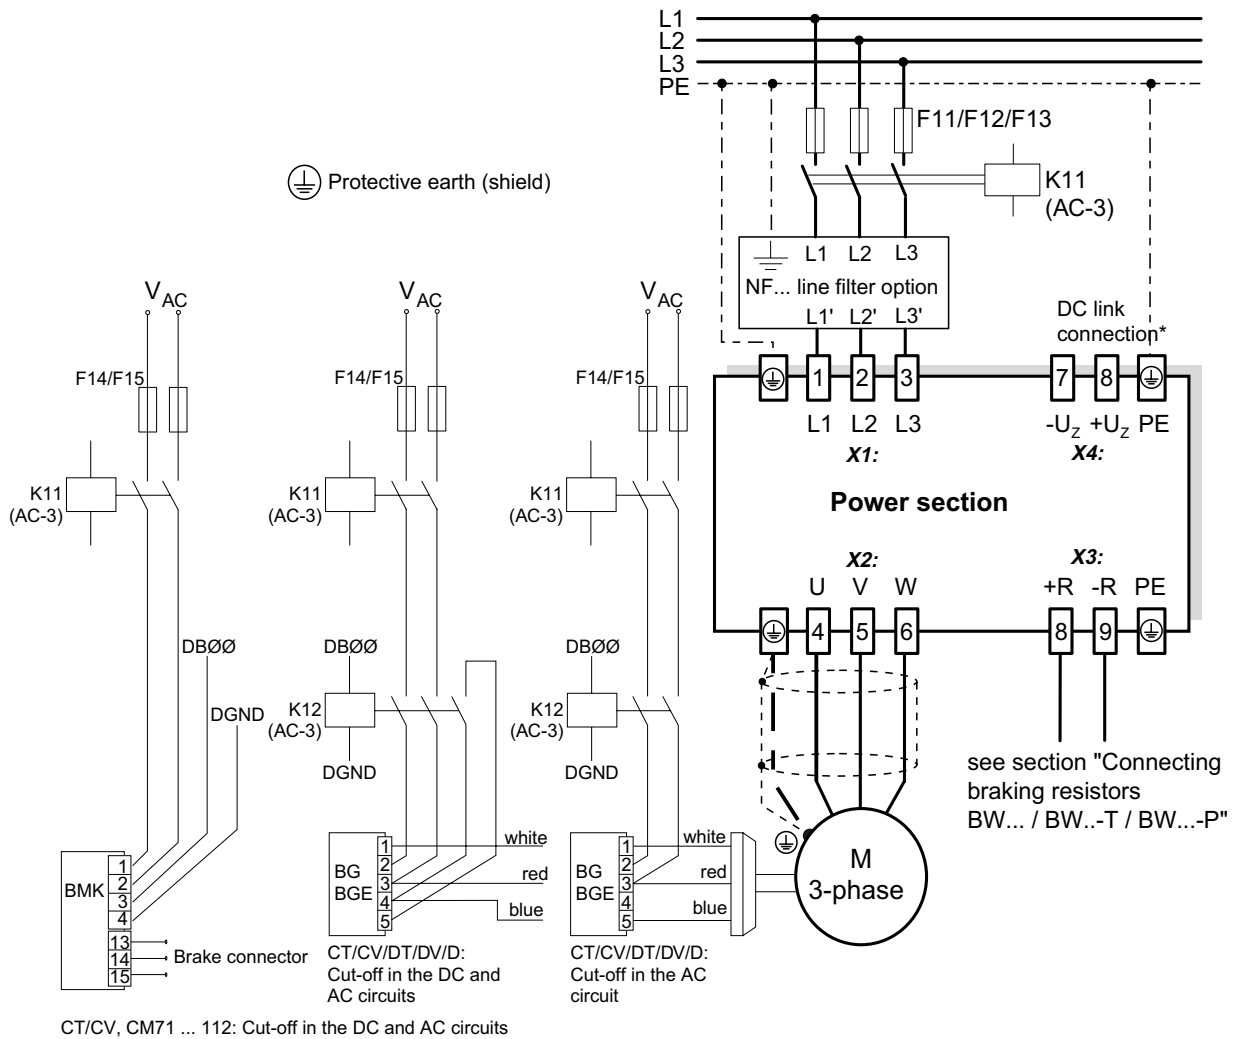 L1
L2
L3
PE
F11/F12/F13
K11
(AC-3)
Protective earth (shield)
L1 L2 L3
NF... line filter option
L1' L2' L3'
DC link
connection*
1 2 3 7 8
L1 L2 L3 -UZ +UZ PE
X1: X4:
Power section
X2: X3:
U V W +R -R PE
4 5 6 8 9
see section "Connecting
braking resistors
BW... / BW..-T / BW...-P"
M
3-phase
VAC
F14/F15
K11
(AC-3)
DBØØ
DGND
BMK
1
2
3
4
13
14
15
Brake connector
CT/CV, CM71 ... 112: Cut-off in the DC and AC circuits
VAC
F14/F15
K11
(AC-3)
DBØØ
K12
(AC-3)
DGND
BG
BGE
1
2
3
4
5
white
red
blue
CT/CV/DT/DV/D:
Cut-off in the DC and
AC circuits
VAC
F14/F15
K11
(AC-3)
DBØØ
K12
(AC-3)
DGND
BG
BGE
1
2
3
4
5
white
red
blue
CT/CV/DT/DV/D:
Cut-off in the AC
circuit